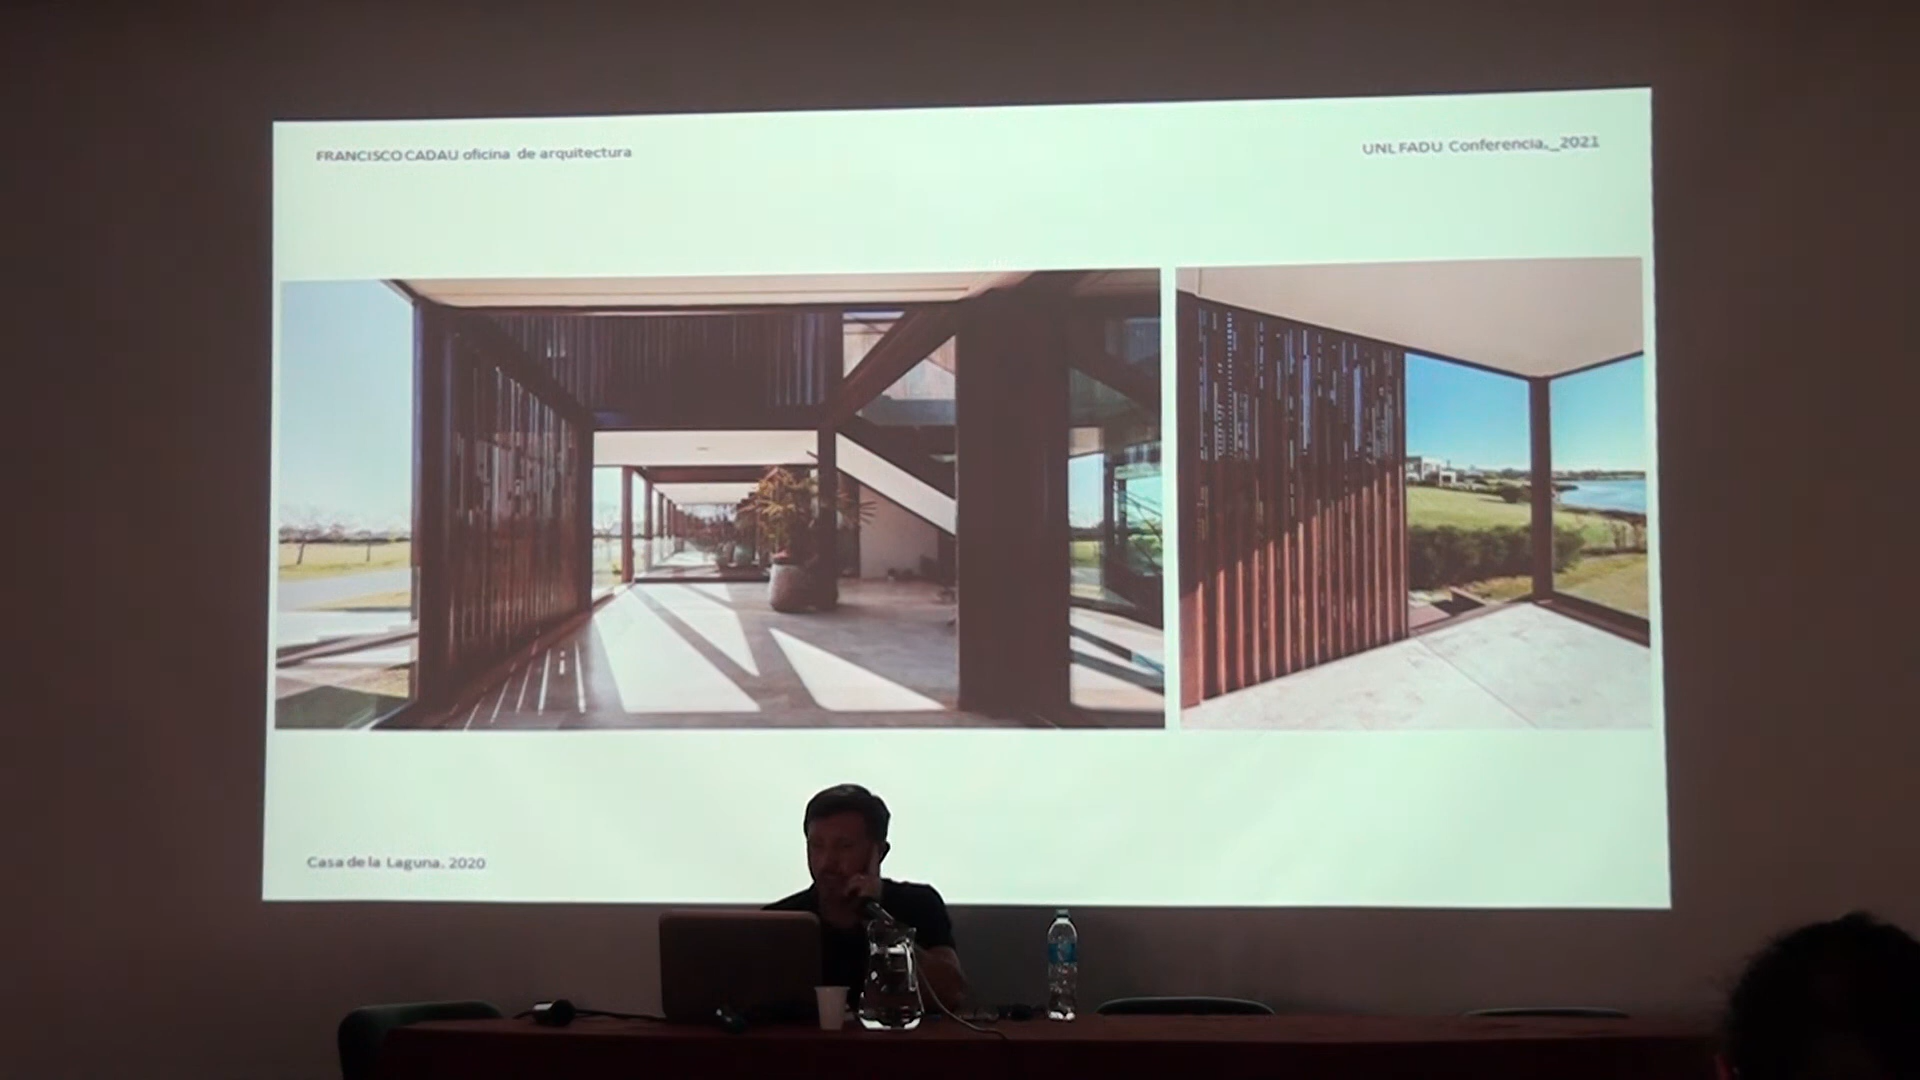 FRANCISCO CADAU oficina de arquitectura
UNL FADU Conferencia._2021
Casa de la Laguna. 2020